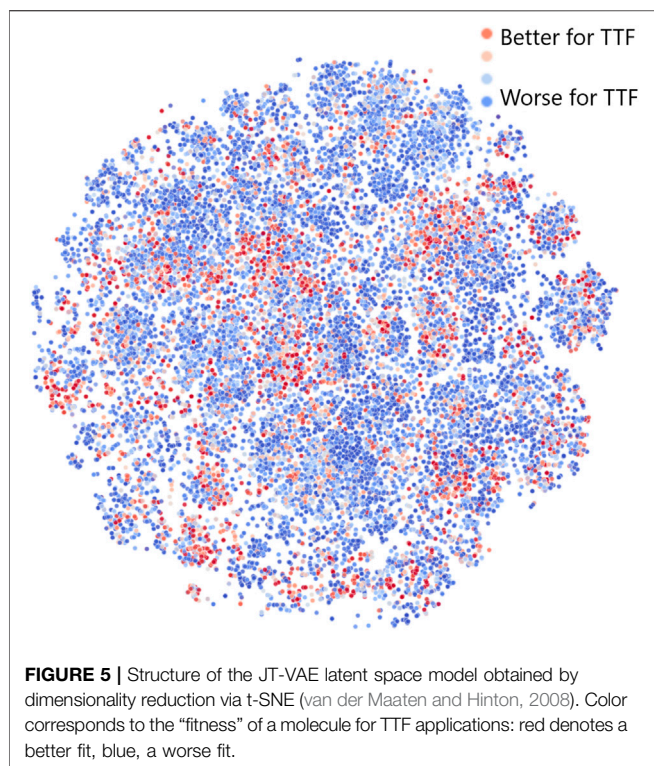 Better for TTF
Worse for TTF
FIGURE 5 | Structure of the JT-VAE latent space model obtained by
dimensionality reduction via t-SNE (van der Maaten and Hinton, 2008). Color
corresponds to the “fitness” of a molecule for TTF applications: red denotes a
better fit, blue, a worse fit.